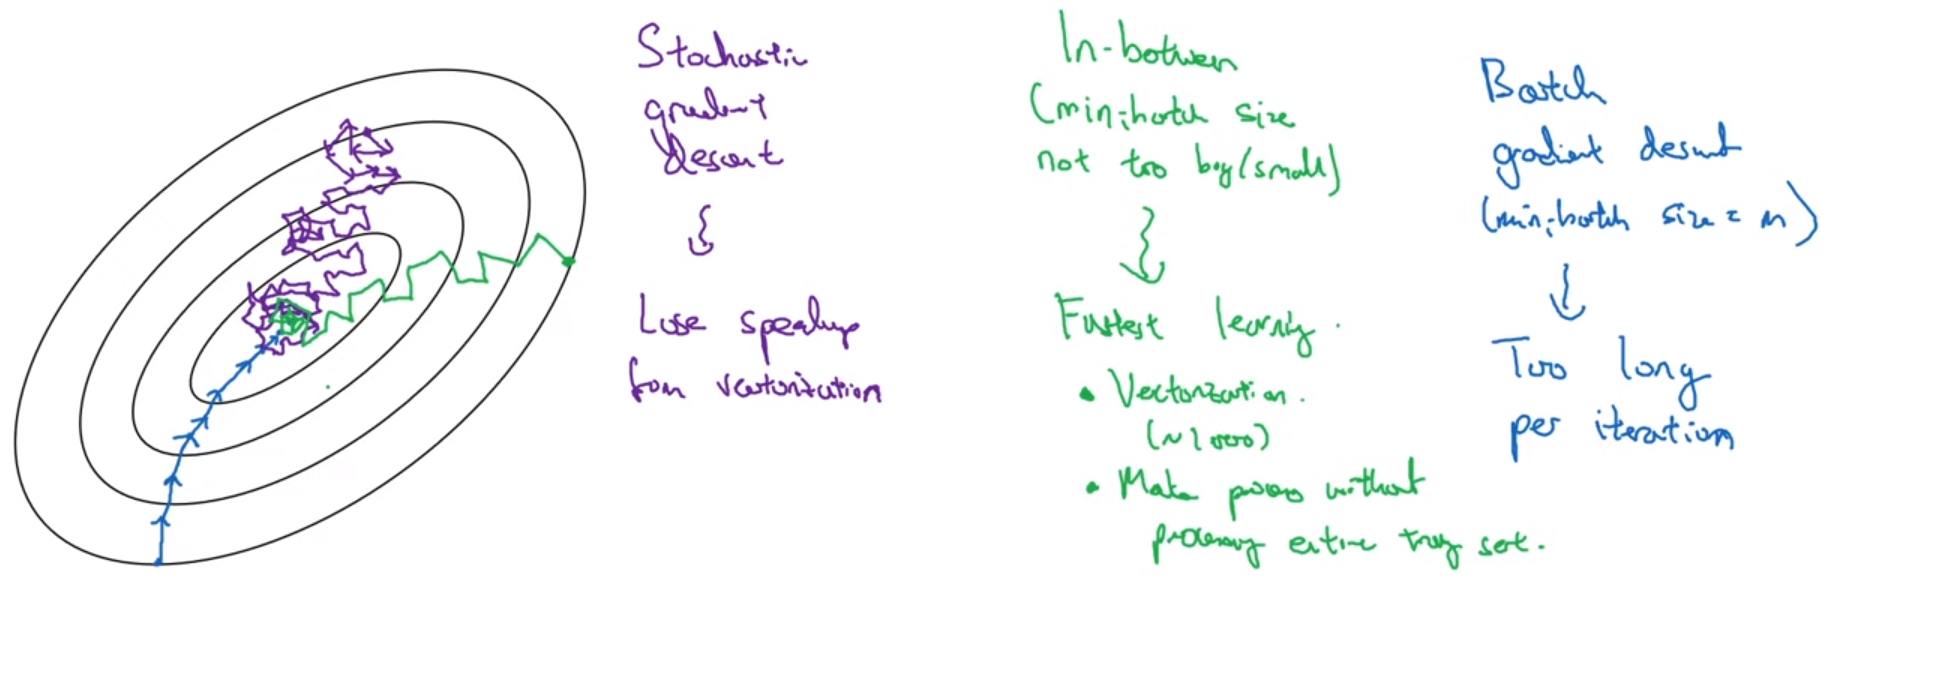 Stochastic
gradient
descent
Lose speedup
from vectorization
In-between
(mini-batch size
not too big/small)
Fastest learning.
• Vectorization.
(~1000)
• Make progress without
processing entire training set.
Batch
gradient descent
(mini-batch size = m)
Too long
per iteration